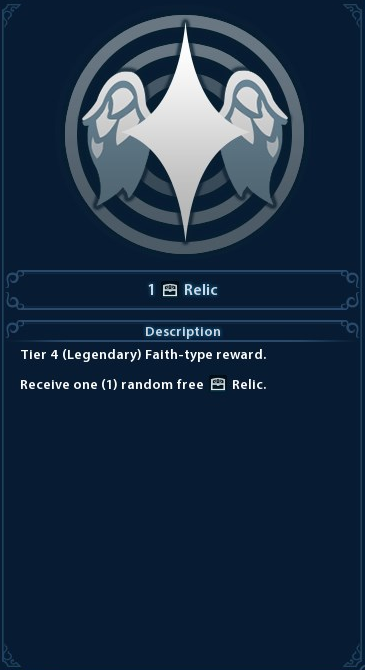 1 Relic
Description
Tier 4 (Legendary) Faith-type reward.
Receive one (1) random free Relic.